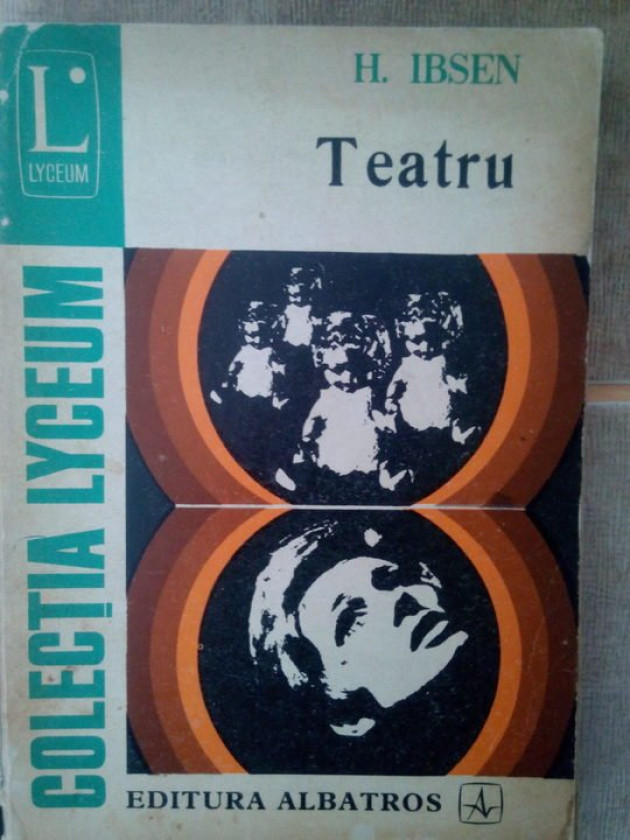 H. IBSEN
Teatru
L
LYCEUM
COLECȚIA LYCEUM
EDITURA ALBATROS